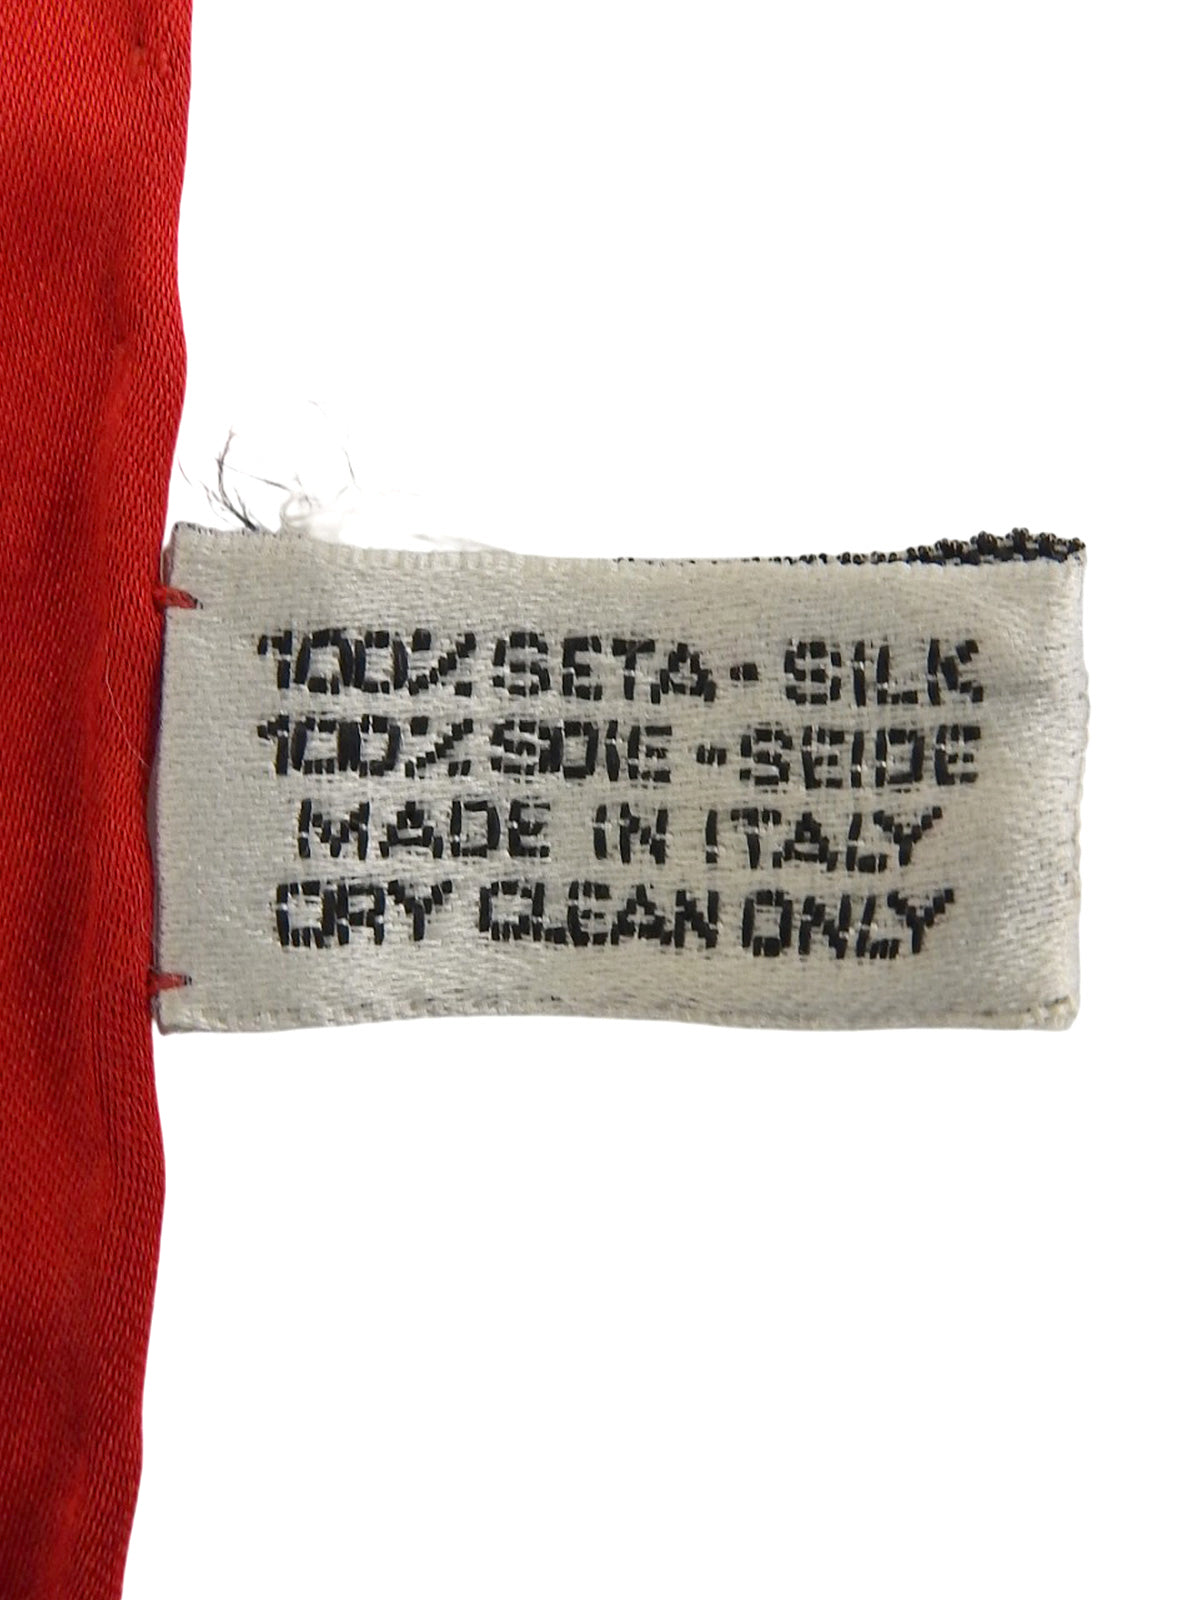 100% SETA - SILK
100% SOIE - SEIDE
MADE IN ITALY
DRY CLEAN ONLY